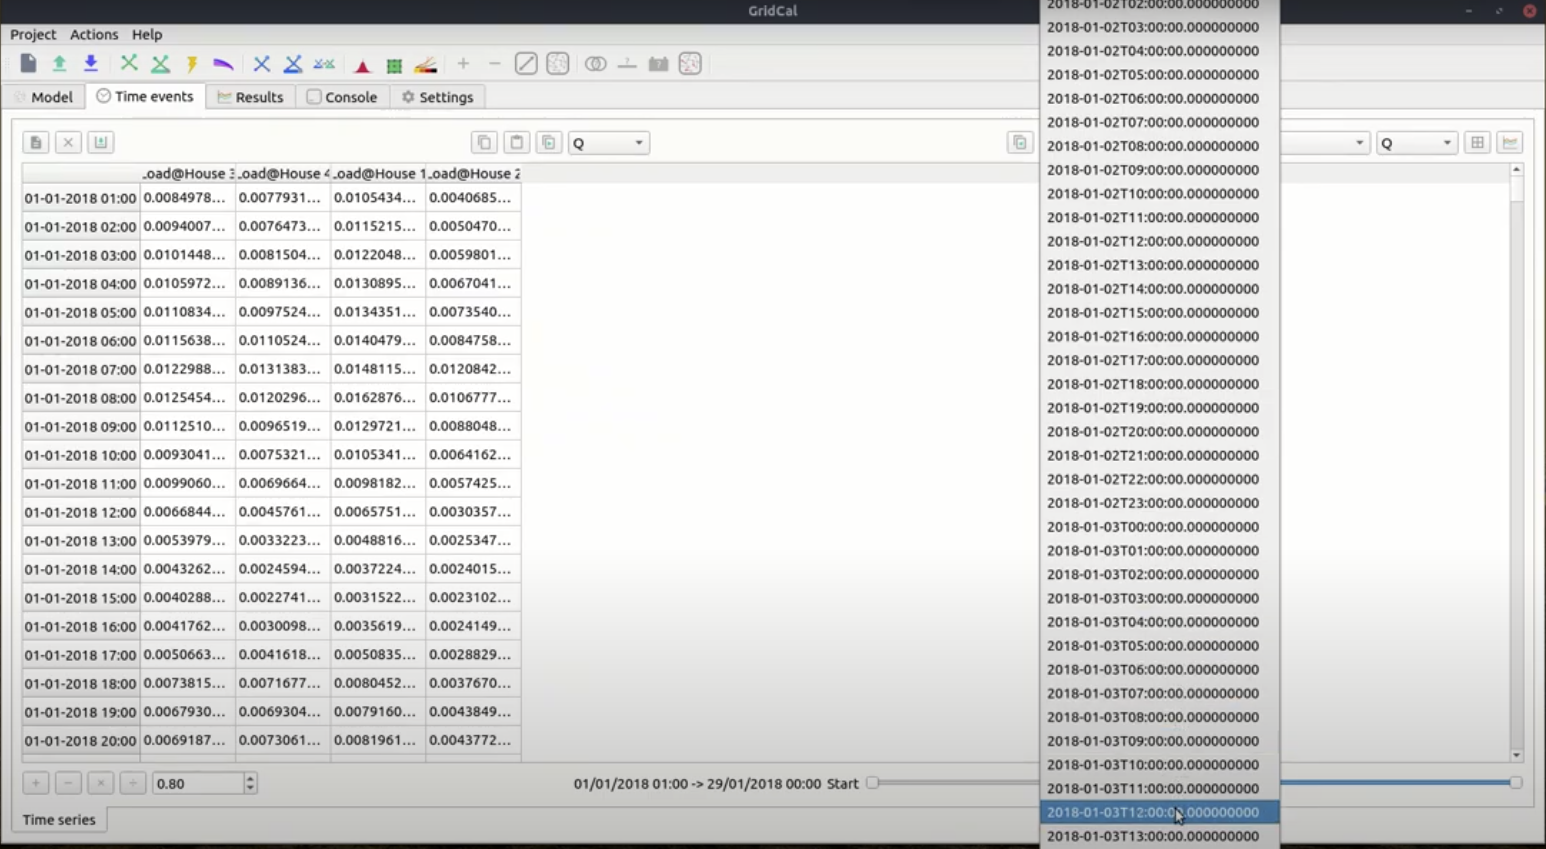 GridCal
2018-01-02T02:00:00.000000000
Project Actions Help
2018-01-02T03:00:00.000000000
2018-01-02T04:00:00.000000000
2018-01-02T05:00:00.000000000
Model Time events Results Console Settings
2018-01-02T06:00:00.000000000
2018-01-02T07:00:00.000000000
Q Q
2018-01-02T08:00:00.000000000
2018-01-02T09:00:00.000000000
2018-01-02T10:00:00.000000000
2018-01-02T11:00:00.000000000
2018-01-02T12:00:00.000000000
2018-01-02T13:00:00.000000000
2018-01-02T14:00:00.000000000
2018-01-02T15:00:00.000000000
2018-01-02T16:00:00.000000000
2018-01-02T17:00:00.000000000
2018-01-02T18:00:00.000000000
2018-01-02T19:00:00.000000000
2018-01-02T20:00:00.000000000
2018-01-02T21:00:00.000000000
2018-01-02T22:00:00.000000000
2018-01-02T23:00:00.000000000
2018-01-03T00:00:00.000000000
2018-01-03T01:00:00.000000000
2018-01-03T02:00:00.000000000
2018-01-03T03:00:00.000000000
2018-01-03T04:00:00.000000000
2018-01-03T05:00:00.000000000
2018-01-03T06:00:00.000000000
2018-01-03T07:00:00.000000000
2018-01-03T08:00:00.000000000
2018-01-03T09:00:00.000000000
2018-01-03T10:00:00.000000000
2018-01-03T11:00:00.000000000
2018-01-03T12:00:00.000000000
2018-01-03T13:00:00.000000000
.oad@House 3 .oad@House 4 .oad@House 1 .oad@House 2
01-01-2018 01:00 0.0084978... 0.0077931... 0.0105434... 0.0040685...
01-01-2018 02:00 0.0094007... 0.0076473... 0.0115215... 0.0050470...
01-01-2018 03:00 0.0101448... 0.0081504... 0.0122048... 0.0059801...
01-01-2018 04:00 0.0105972... 0.0089136... 0.0130895... 0.0067041...
01-01-2018 05:00 0.0110834... 0.0097524... 0.0134351... 0.0073540...
01-01-2018 06:00 0.0115638... 0.0110524... 0.0140479... 0.0084758...
01-01-2018 07:00 0.0122988... 0.0131383... 0.0148115... 0.0120842...
01-01-2018 08:00 0.0125454... 0.0120296... 0.0162876... 0.0106777...
01-01-2018 09:00 0.0112510... 0.0096519... 0.0129721... 0.0088048...
01-01-2018 10:00 0.0093041... 0.0075321... 0.0105341... 0.0064162...
01-01-2018 11:00 0.0099060... 0.0069664... 0.0098182... 0.0057425...
01-01-2018 12:00 0.0066844... 0.0045761... 0.0065751... 0.0030357...
01-01-2018 13:00 0.0053979... 0.0033223... 0.0048816... 0.0025347...
01-01-2018 14:00 0.0043262... 0.0024594... 0.0037224... 0.0024015...
01-01-2018 15:00 0.0040288... 0.0022741... 0.0031522... 0.0023102...
01-01-2018 16:00 0.0041762... 0.0030098... 0.0035619... 0.0024149...
01-01-2018 17:00 0.0050663... 0.0041618... 0.0050835... 0.0028829...
01-01-2018 18:00 0.0073815... 0.0071677... 0.0080452... 0.0037670...
01-01-2018 19:00 0.0067930... 0.0069304... 0.0079160... 0.0043849...
01-01-2018 20:00 0.0069187... 0.0073061... 0.0081961... 0.0043772...
0.80 01/01/2018 01:00 -> 29/01/2018 00:00 Start
Time series